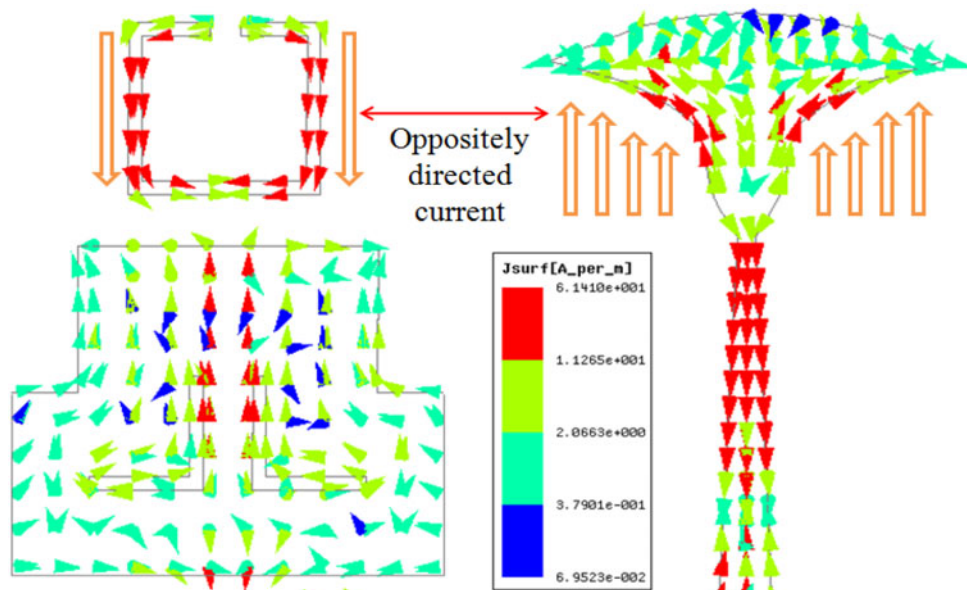 Oppositely
directed
current
Jsurf[A_per_m]
6.1410e+001
1.1265e+001
2.0663e+000
3.7901e-001
6.9523e-002